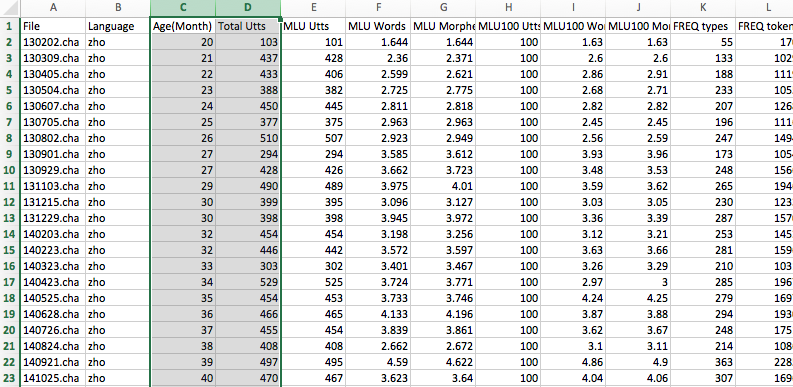 A B C D E F G H I J K L
1 File Language Age(Month) Total Utts MLU Utts MLU Words MLU Morphe MLU100 Utts MLU100 Wo MLU100 Mo FREQ types FREQ token
2 130202.cha zho 20 103 101 1.644 1.644 100 1.63 1.63 55 170
3 130309.cha zho 21 437 428 2.36 2.371 100 2.6 2.6 133 102
4 130405.cha zho 22 433 406 2.599 2.621 100 2.86 2.91 188 111
5 130504.cha zho 23 388 382 2.725 2.775 100 2.68 2.71 233 105
6 130607.cha zho 24 450 445 2.811 2.818 100 2.82 2.82 207 126
7 130705.cha zho 25 377 375 2.963 2.963 100 2.45 2.45 196 111
8 130802.cha zho 26 510 507 2.923 2.949 100 2.56 2.59 247 149
9 130901.cha zho 27 294 294 3.585 3.612 100 3.93 3.96 173 105
10 130929.cha zho 27 428 426 3.662 3.723 100 3.48 3.53 248 156
11 131103.cha zho 29 490 489 3.975 4.01 100 3.59 3.62 265 194
12 131215.cha zho 30 399 395 3.096 3.127 100 3.03 3.05 230 123
13 131229.cha zho 30 398 398 3.945 3.972 100 3.36 3.39 287 157
14 140203.cha zho 32 454 454 3.198 3.256 100 3.12 3.21 253 145
15 140223.cha zho 32 446 442 3.572 3.597 100 3.63 3.66 281 159
16 140323.cha zho 33 303 302 3.401 3.467 100 3.26 3.29 210 103
17 140423.cha zho 34 529 525 3.724 3.771 100 2.97 3 285 196
18 140525.cha zho 35 454 453 3.733 3.746 100 4.24 4.25 279 169
19 140628.cha zho 36 466 465 4.133 4.196 100 3.87 3.88 294 193
20 140726.cha zho 37 455 454 3.839 3.861 100 3.62 3.67 248 175
21 140824.cha zho 38 408 408 2.662 2.672 100 3.1 3.11 214 108
22 140921.cha zho 39 497 495 4.59 4.622 100 4.86 4.9 363 228
23 141025.cha zho 40 470 467 3.623 3.64 100 4.04 4.06 307 169